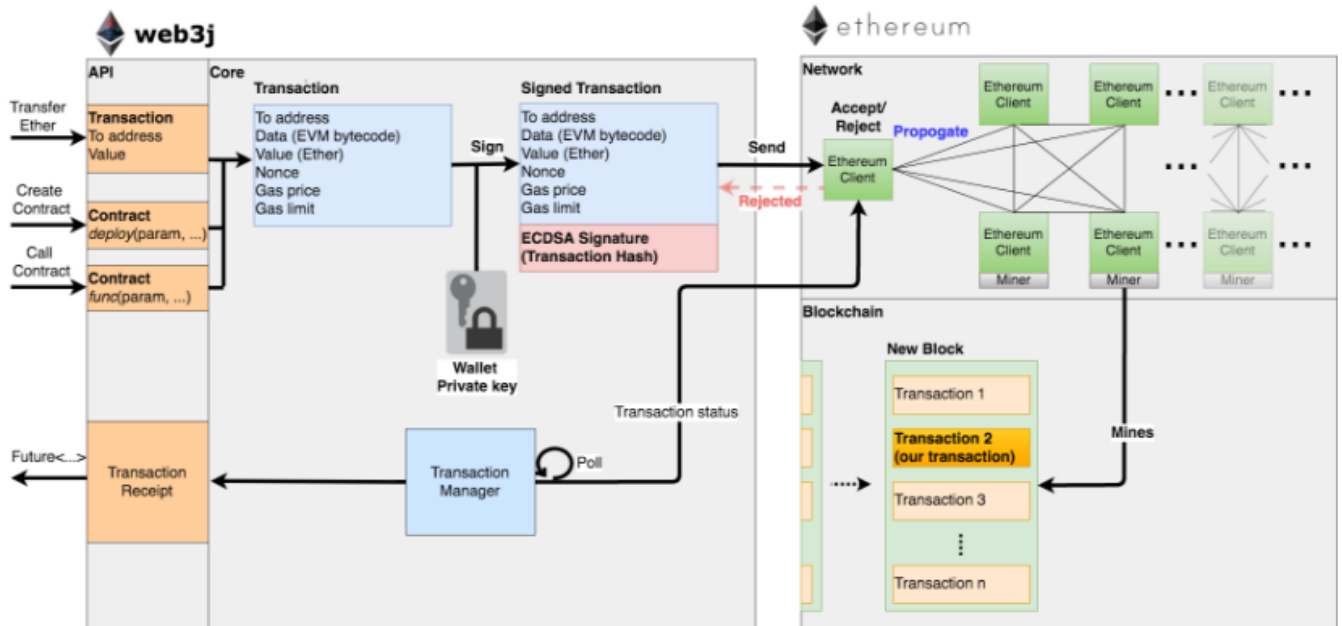 web3j
ethereum
API
Core
Network
Transfer
Ether
Transaction
To address
Value
Create
Contract
Contract
deploy(param, ...)
Call
Contract
Contract
func(param, ...)
Transaction
To address
Data (EVM bytecode)
Value (Ether)
Nonce
Gas price
Gas limit
Sign
Wallet
Private key
Signed Transaction
To address
Data (EVM bytecode)
Value (Ether)
Nonce
Gas price
Gas limit
ECDSA Signature
(Transaction Hash)
Send
Rejected
Accept/
Reject
Ethereum
Client
Propogate
Ethereum
Client
Ethereum
Client
Ethereum
Client
Ethereum
Client
Miner
Ethereum
Client
Miner
Ethereum
Client
Miner
Blockchain
New Block
Transaction 1
Transaction 2
(our transaction)
Transaction 3
Transaction n
Mines
Transaction status
Poll
Transaction
Manager
Transaction
Receipt
Future<...>